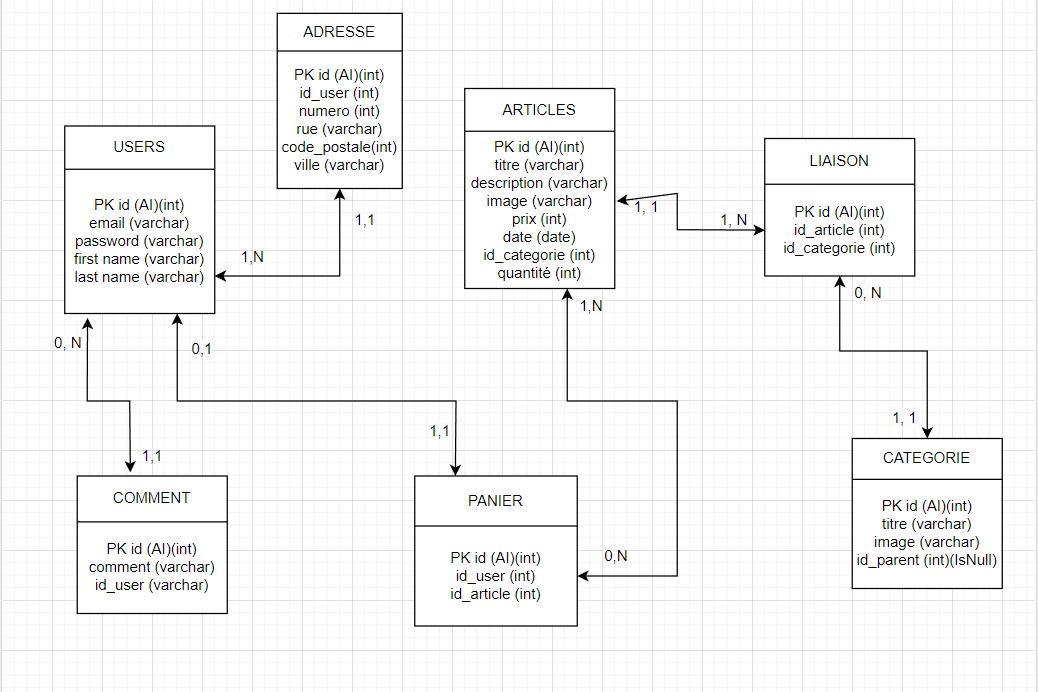 ADRESSE
PK id (AI)(int)
id_user (int)
numero (int)
rue (varchar)
code_postale(int)
ville (varchar)
USERS
PK id (AI)(int)
email (varchar)
password (varchar)
first name (varchar)
last name (varchar)
ARTICLES
PK id (AI)(int)
titre (varchar)
description (varchar)
image (varchar)
prix (int)
date (date)
id_categorie (int)
quantité (int)
LIAISON
PK id (AI)(int)
id_article (int)
id_categorie (int)
1,1
1,N
1, 1
1, N
0, N
0,1
1,N
0, N
1,1
1,1
1, 1
0,N
COMMENT
PK id (AI)(int)
comment (varchar)
id_user (varchar)
PANIER
PK id (AI)(int)
id_user (int)
id_article (int)
CATEGORIE
PK id (AI)(int)
titre (varchar)
image (varchar)
id_parent (int)(IsNull)